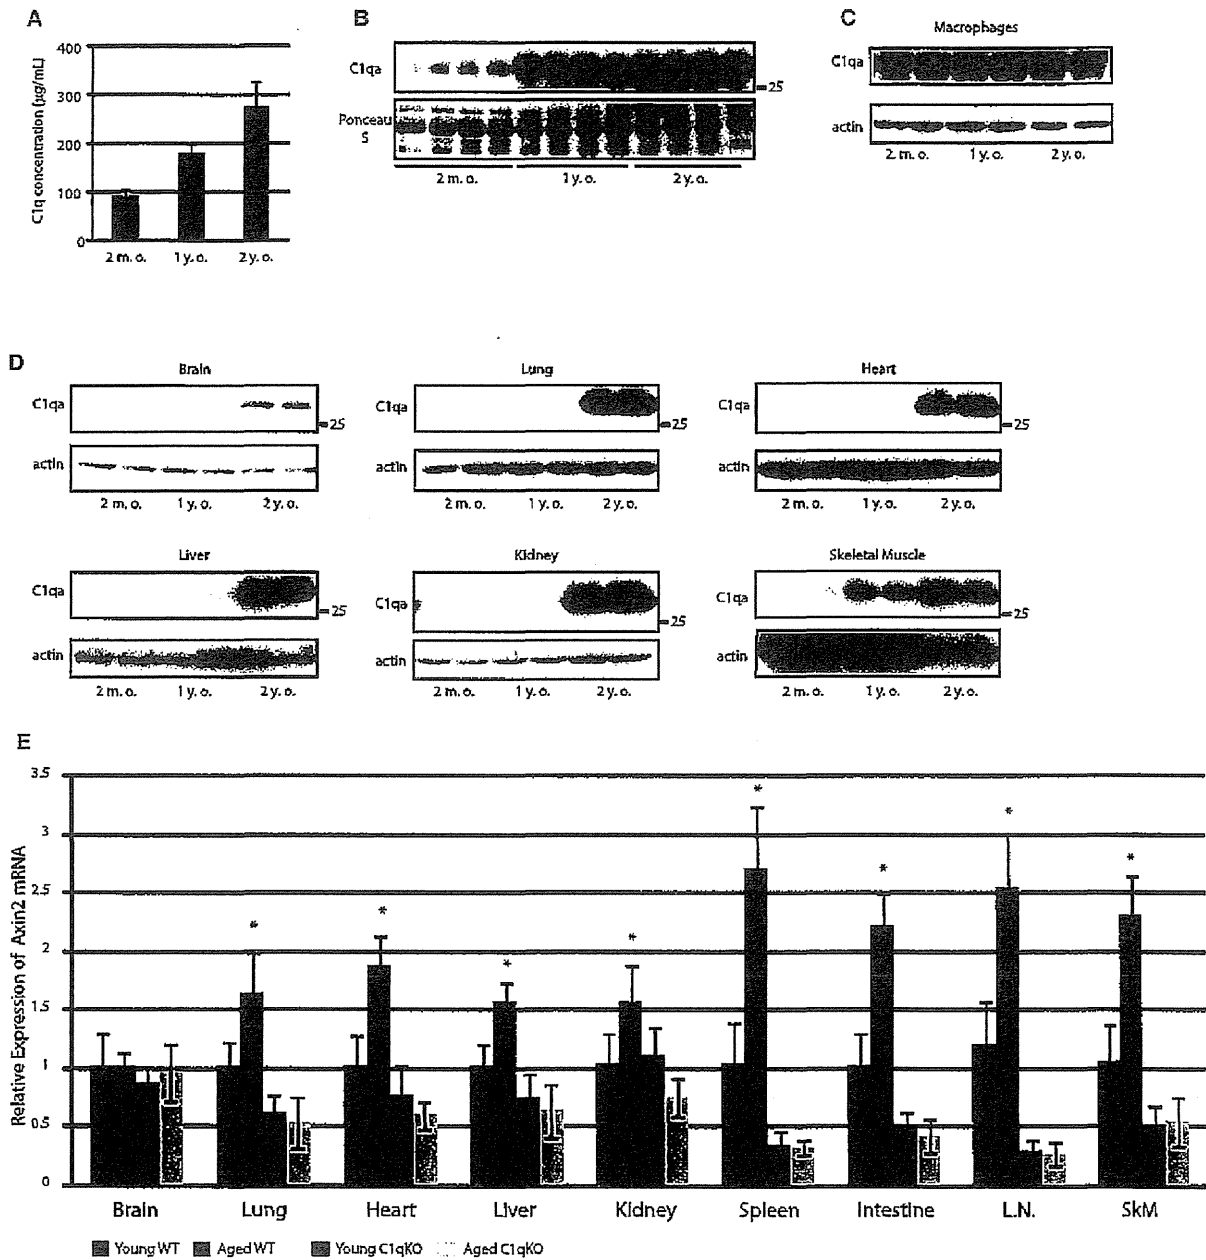 A
C1q concentration (µg/mL)
400
300
200
100
0
2 m. o.
1 y. o.
2 y. o.
B
C1qa
25
Ponceau
S
2 m. o.
1 y. o.
2 y. o.
C
Macrophages
C1qa
actin
2 m. o.
1 y. o.
2 y. o.
D
Brain
C1qa
25
actin
2 m. o.
1 y. o.
2 y. o.
Lung
C1qa
25
actin
2 m. o.
1 y. o.
2 y. o.
Heart
C1qa
25
actin
2 m. o.
1 y. o.
2 y. o.
Liver
C1qa
25
actin
2 m. o.
1 y. o.
2 y. o.
Kidney
C1qa
25
actin
2 m. o.
1 y. o.
2 y. o.
Skeletal Muscle
C1qa
25
actin
2 m. o.
1 y. o.
2 y. o.
E
Relative Expression of Axin2 mRNA
3.5
3
2.5
2
1.5
1
0.5
0
* * * * * * * *
Brain Lung Heart Liver Kidney Spleen Intestine L.N. SkM
Young WT Aged WT Young C1qKO Aged C1qKO